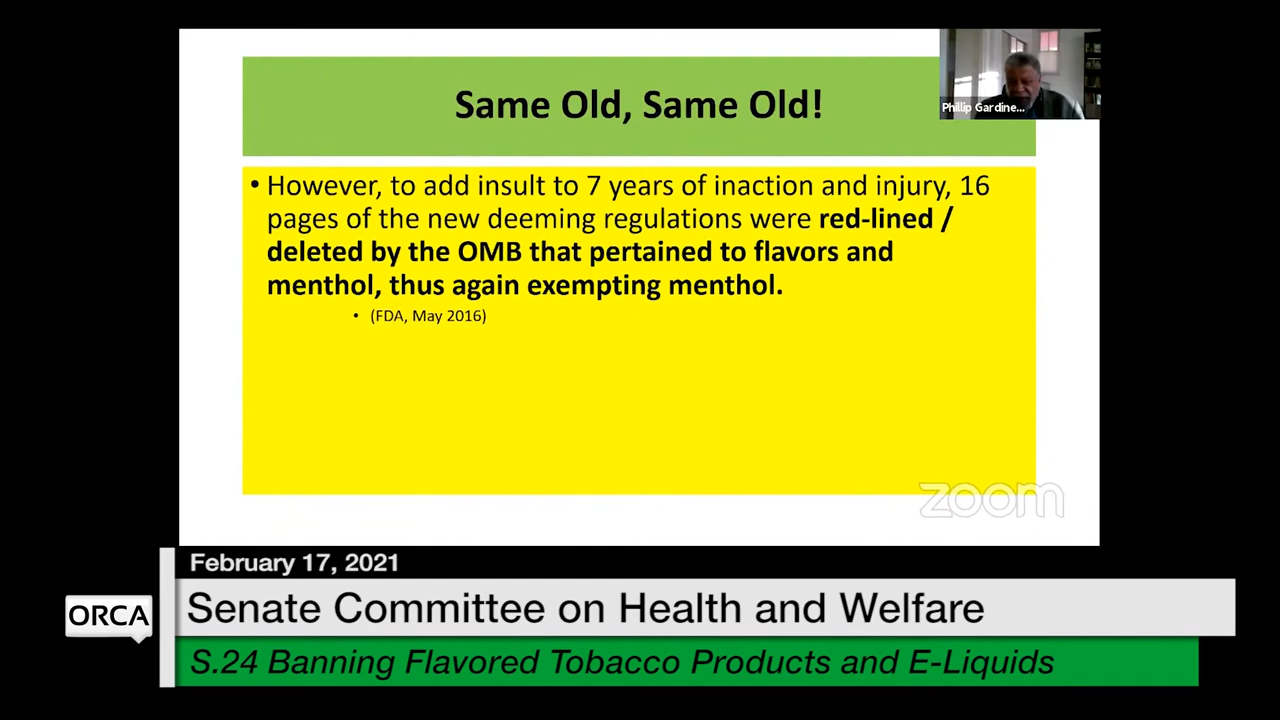 Same Old, Same Old!
Phillip Gardine...
• However, to add insult to 7 years of inaction and injury, 16
pages of the new deeming regulations were red-lined /
deleted by the OMB that pertained to flavors and
menthol, thus again exempting menthol.
• (FDA, May 2016)
zoom
February 17, 2021
ORCA
Senate Committee on Health and Welfare
S.24 Banning Flavored Tobacco Products and E-Liquids